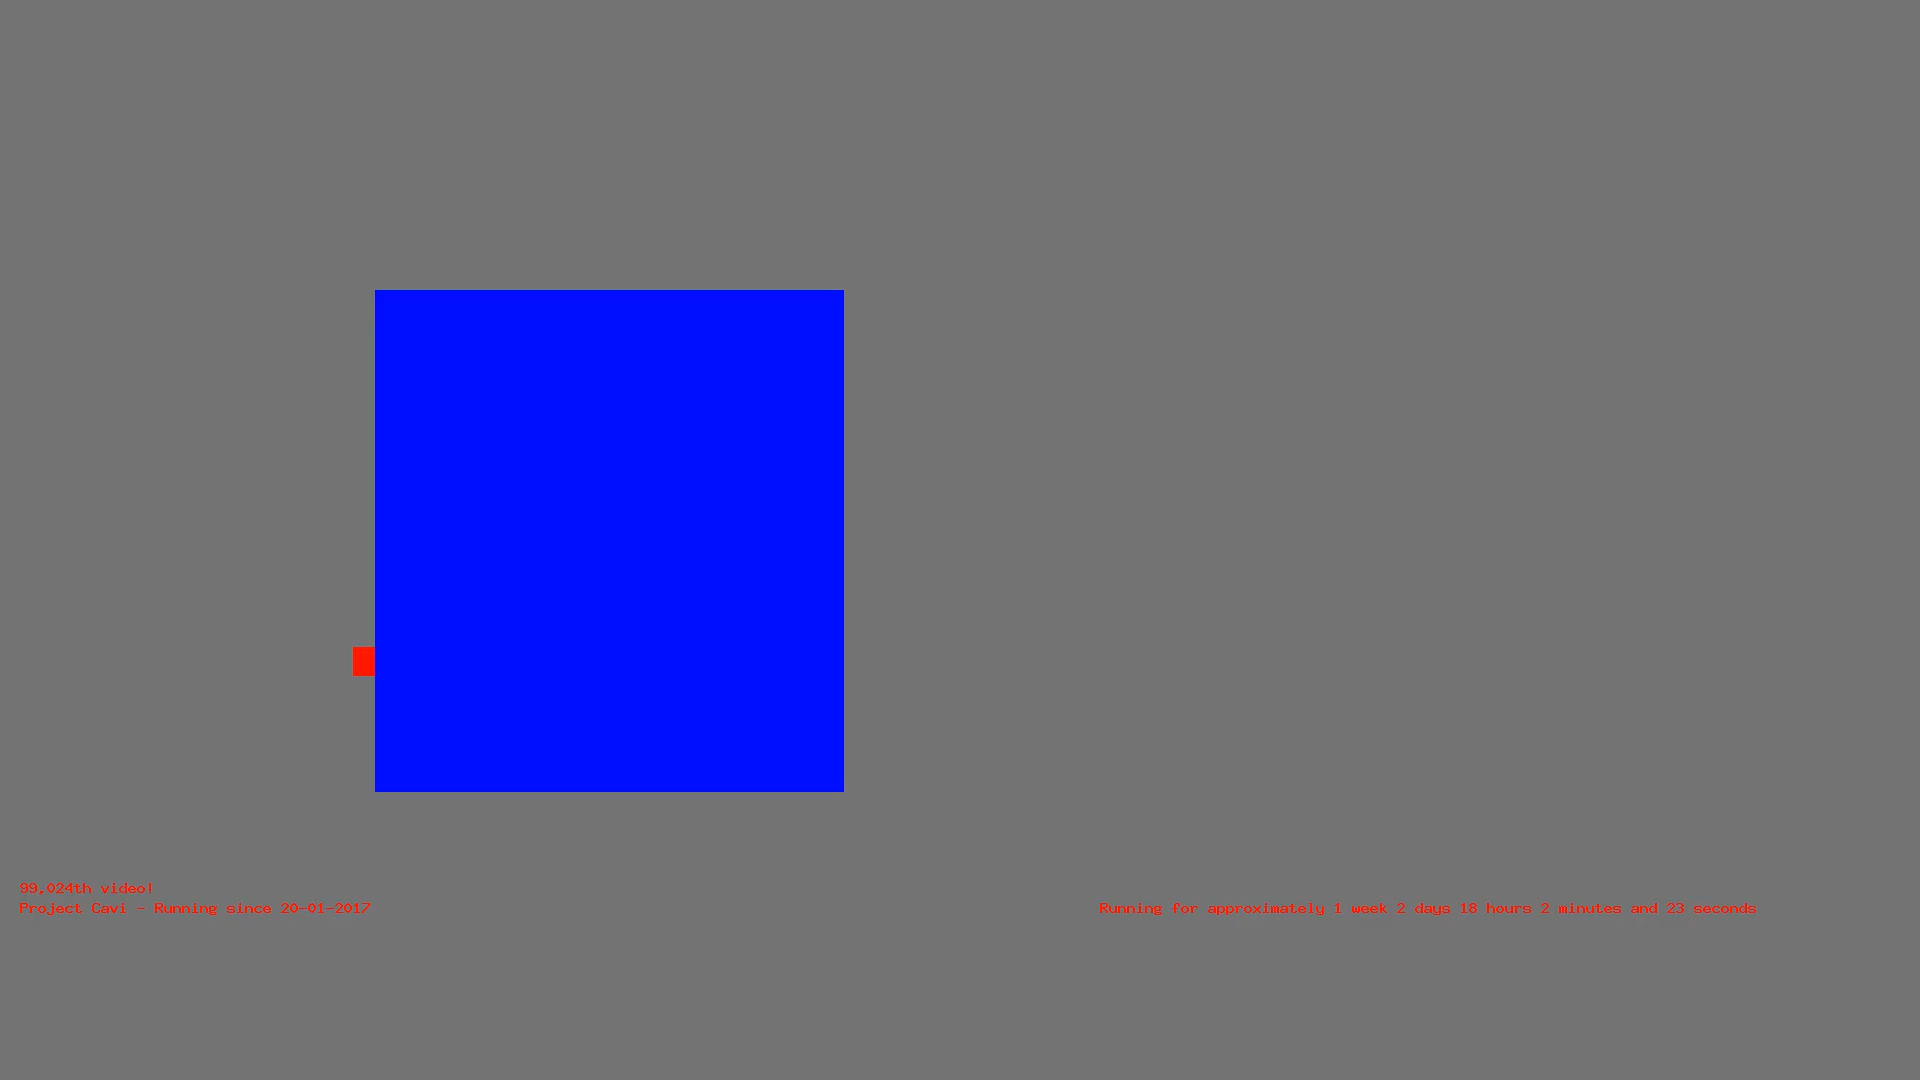 99,024th video!
Project Cavi - Running since 20-01-2017
Running for approximately 1 week 2 days 18 hours 2 minutes and 23 seconds